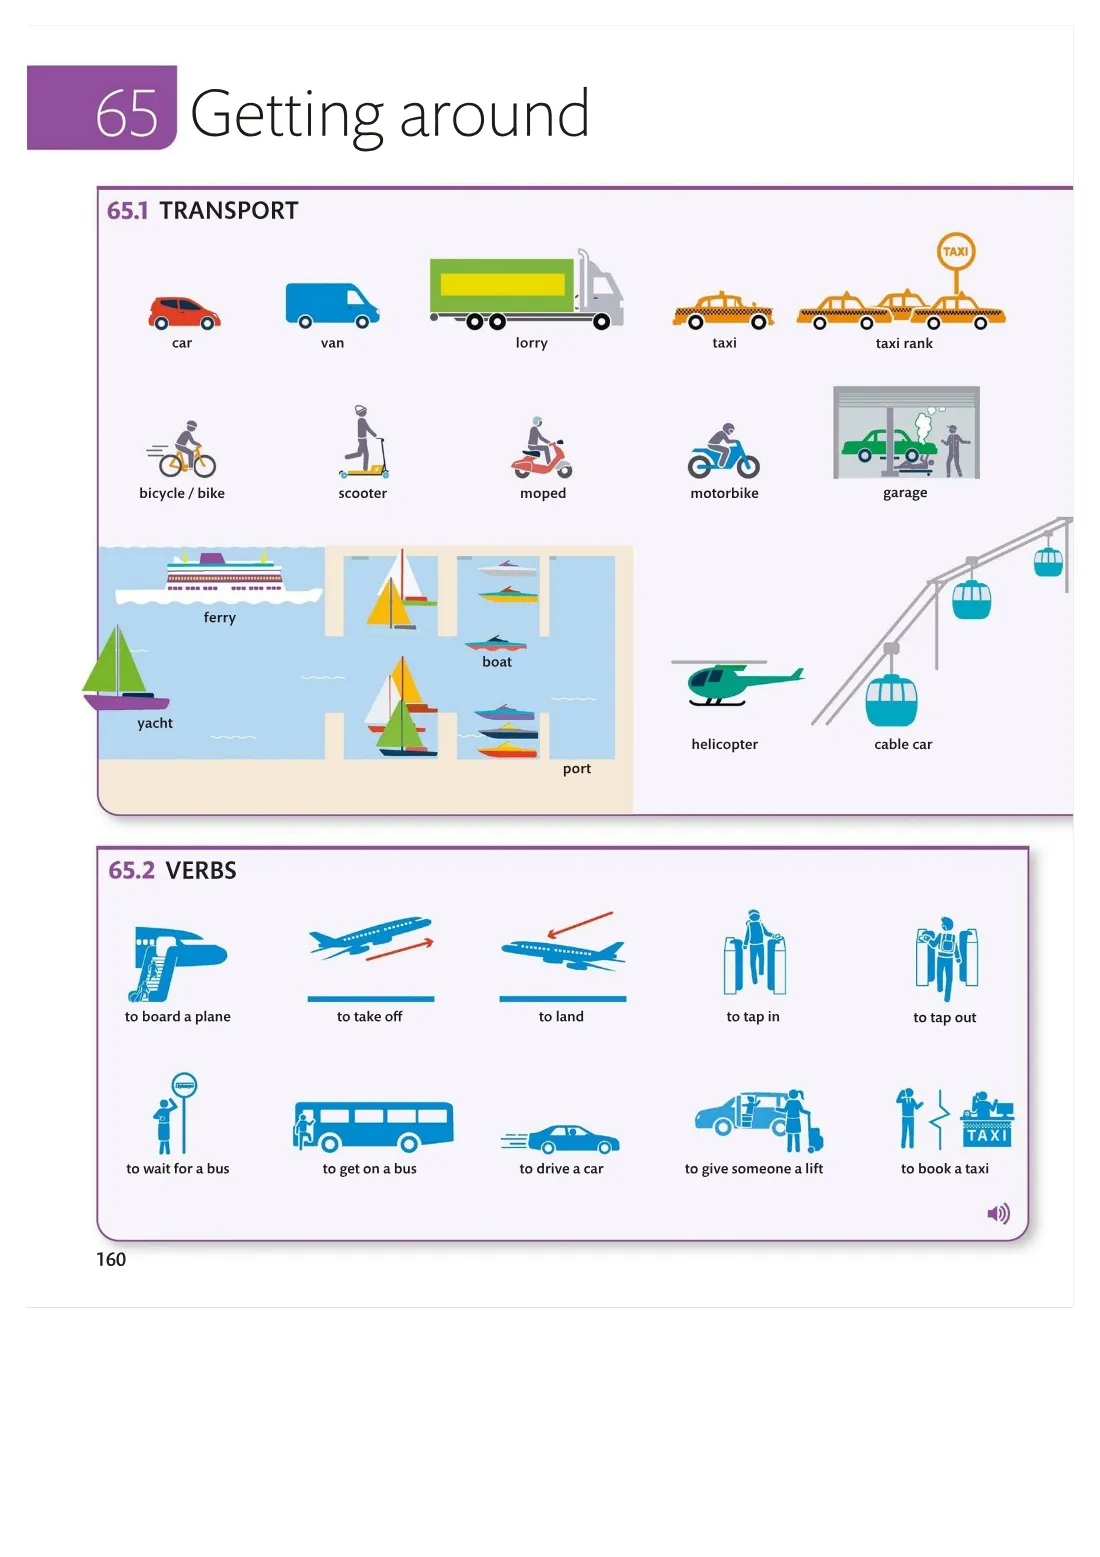 65 Getting around
65.1 TRANSPORT
TAXI
car
van
lorry
taxi
taxi rank
bicycle / bike
scooter
moped
motorbike
garage
ferry
boat
yacht
port
helicopter
cable car
65.2 VERBS
to board a plane
to take off
to land
to tap in
to tap out
TAXI
to wait for a bus
to get on a bus
to drive a car
to give someone a lift
to book a taxi
160